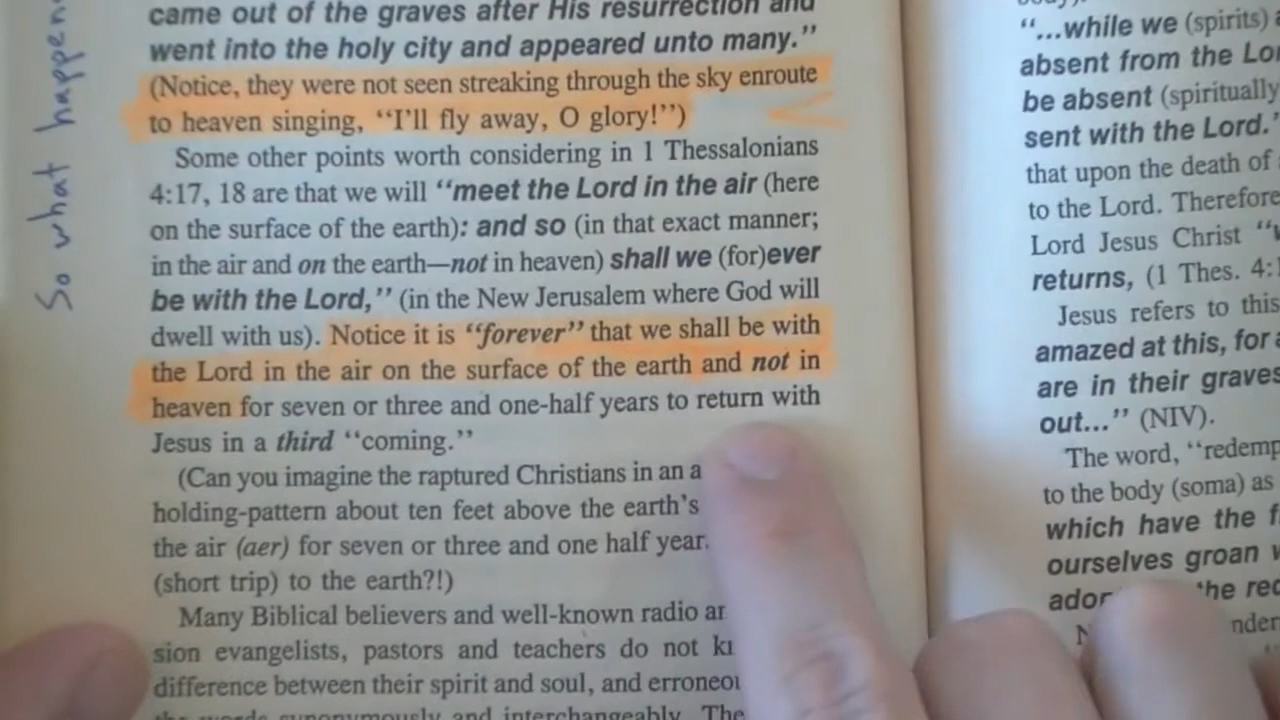 So what happen
came out of the graves after His resurrection and
went into the holy city and appeared unto many."
(Notice, they were not seen streaking through the sky enroute
to heaven singing, "I'll fly away, O glory!")
Some other points worth considering in 1 Thessalonians
4:17, 18 are that we will "meet the Lord in the air (here
on the surface of the earth): and so (in that exact manner;
in the air and on the earth—not in heaven) shall we (for)ever
be with the Lord," (in the New Jerusalem where God will
dwell with us). Notice it is "forever" that we shall be with
the Lord in the air on the surface of the earth and not in
heaven for seven or three and one-half years to return with
Jesus in a third "coming."
(Can you imagine the raptured Christians in an a
holding-pattern about ten feet above the earth's
the air (aer) for seven or three and one half year
(short trip) to the earth?!)
Many Biblical believers and well-known radio
sion evangelists, pastors and teachers do not
difference between their spirit and soul, and
synonymously and interchangeably. The
"...while we (spirits)
absent from the
be absent (spiritually
sent with the Lord.
that upon the death of
to the Lord. Therefore
Lord Jesus Christ
returns, (1 Thes. 4:
Jesus refers to this
amazed at this, for
are in their graves
out..." (NIV).
The word, "redemp
to the body (soma) as
which have the
ourselves groan